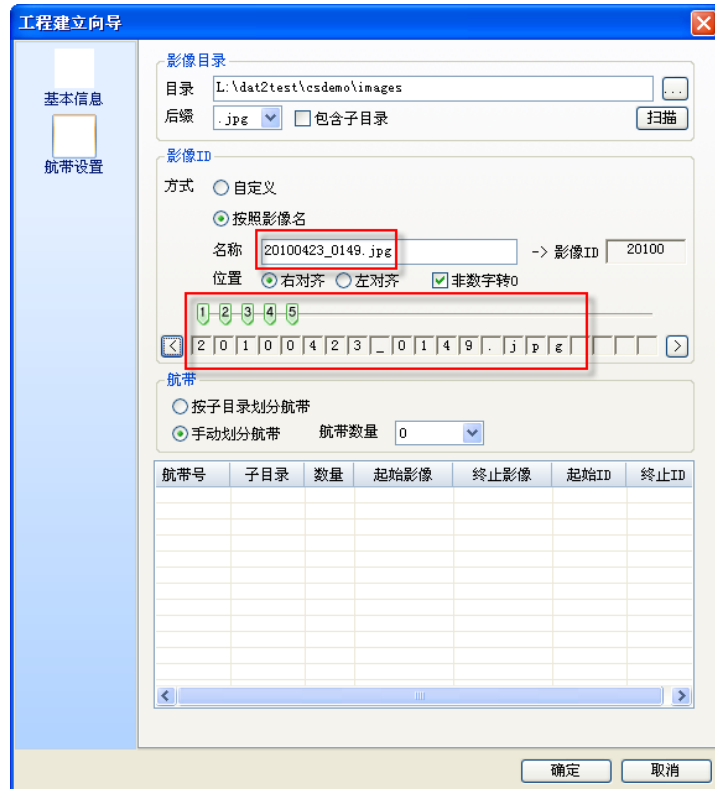 工程建立向导
基本信息
航带设置
影像目录
目录 L:\dat2test\csdemo\images ...
后缀 .jpg 包含子目录 扫描
影像ID
方式 自定义
按照影像名
名称 20100423_0149.jpg -> 影像ID 20100
位置 右对齐 左对齐 非数字转0
1 2 3 4 5
< 2 0 1 0 0 4 2 3 _ 0 1 4 9 . j p g >
航带
按子目录划分航带
手动划分航带 航带数量 0
航带号 子目录 数量 起始影像 终止影像 起始ID 终止ID
确定 取消